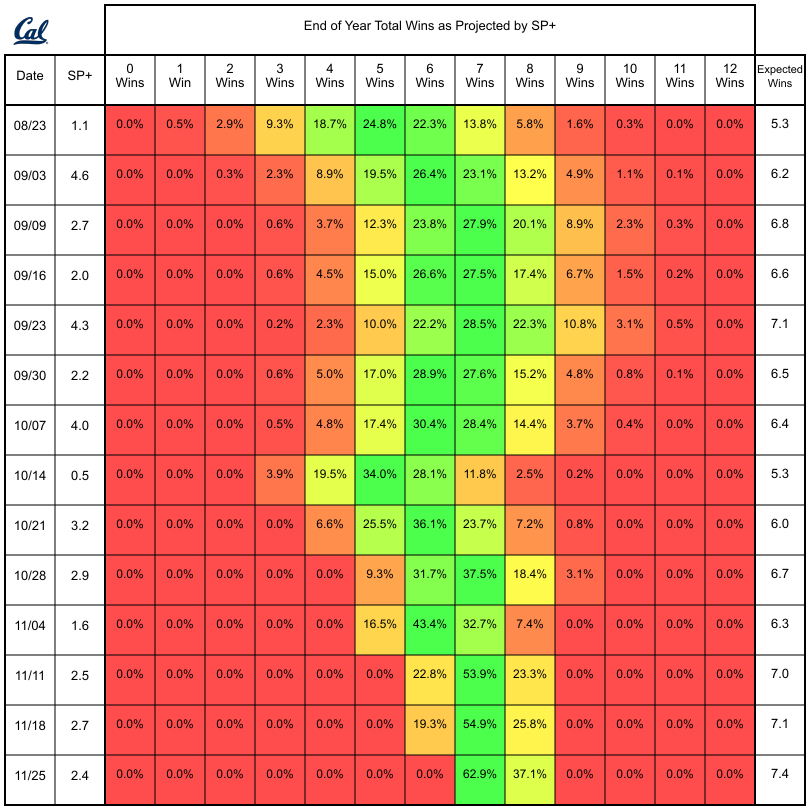 Cal
End of Year Total Wins as Projected by SP+
Date SP+ 0 Wins 1 Win 2 Wins 3 Wins 4 Wins 5 Wins 6 Wins 7 Wins 8 Wins 9 Wins 10 Wins 11 Wins 12 Wins Expected Wins
08/23 1.1 0.0% 0.5% 2.9% 9.3% 18.7% 24.8% 22.3% 13.8% 5.8% 1.6% 0.3% 0.0% 0.0% 5.3
09/03 4.6 0.0% 0.0% 0.3% 2.3% 8.9% 19.5% 26.4% 23.1% 13.2% 4.9% 1.1% 0.1% 0.0% 6.2
09/09 2.7 0.0% 0.0% 0.0% 0.6% 3.7% 12.3% 23.8% 27.9% 20.1% 8.9% 2.3% 0.3% 0.0% 6.8
09/16 2.0 0.0% 0.0% 0.0% 0.6% 4.5% 15.0% 26.6% 27.5% 17.4% 6.7% 1.5% 0.2% 0.0% 6.6
09/23 4.3 0.0% 0.0% 0.0% 0.2% 2.3% 10.0% 22.2% 28.5% 22.3% 10.8% 3.1% 0.5% 0.0% 7.1
09/30 2.2 0.0% 0.0% 0.0% 0.6% 5.0% 17.0% 28.9% 27.6% 15.2% 4.8% 0.8% 0.1% 0.0% 6.5
10/07 4.0 0.0% 0.0% 0.0% 0.5% 4.8% 17.4% 30.4% 28.4% 14.4% 3.7% 0.4% 0.0% 0.0% 6.4
10/14 0.5 0.0% 0.0% 0.0% 3.9% 19.5% 34.0% 28.1% 11.8% 2.5% 0.2% 0.0% 0.0% 0.0% 5.3
10/21 3.2 0.0% 0.0% 0.0% 0.0% 6.6% 25.5% 36.1% 23.7% 7.2% 0.8% 0.0% 0.0% 0.0% 6.0
10/28 2.9 0.0% 0.0% 0.0% 0.0% 0.0% 9.3% 31.7% 37.5% 18.4% 3.1% 0.0% 0.0% 0.0% 6.7
11/04 1.6 0.0% 0.0% 0.0% 0.0% 0.0% 16.5% 43.4% 32.7% 7.4% 0.0% 0.0% 0.0% 0.0% 6.3
11/11 2.5 0.0% 0.0% 0.0% 0.0% 0.0% 0.0% 22.8% 53.9% 23.3% 0.0% 0.0% 0.0% 0.0% 7.0
11/18 2.7 0.0% 0.0% 0.0% 0.0% 0.0% 0.0% 19.3% 54.9% 25.8% 0.0% 0.0% 0.0% 0.0% 7.1
11/25 2.4 0.0% 0.0% 0.0% 0.0% 0.0% 0.0% 0.0% 62.9% 37.1% 0.0% 0.0% 0.0% 0.0% 7.4